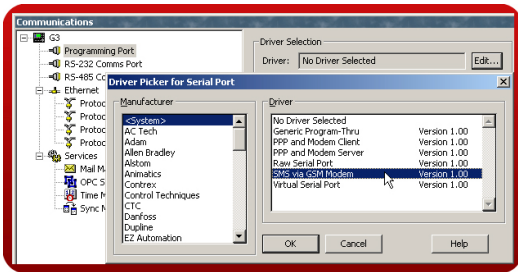 Communications
G3
Programming Port
RS-232 Comms Port
RS-485 Co
Ethernet
Protoc
Protoc
Protoc
Protoc
Services
Mail M
OPC S
Time M
Sync M
Driver Selection
Driver: No Driver Selected Edit...
Driver Picker for Serial Port
Manufacturer
<System>
AC Tech
Adam
Allen Bradley
Alstom
Animatics
Contrex
Control Techniques
CTC
Danfoss
Dupline
EZ Automation
Driver
No Driver Selected
Generic Program-Thru Version 1.00
PPP and Modem Client Version 1.00
PPP and Modem Server Version 1.00
Raw Serial Port Version 1.00
SMS via GSM Modem Version 1.00
Virtual Serial Port Version 1.00
OK Cancel Help